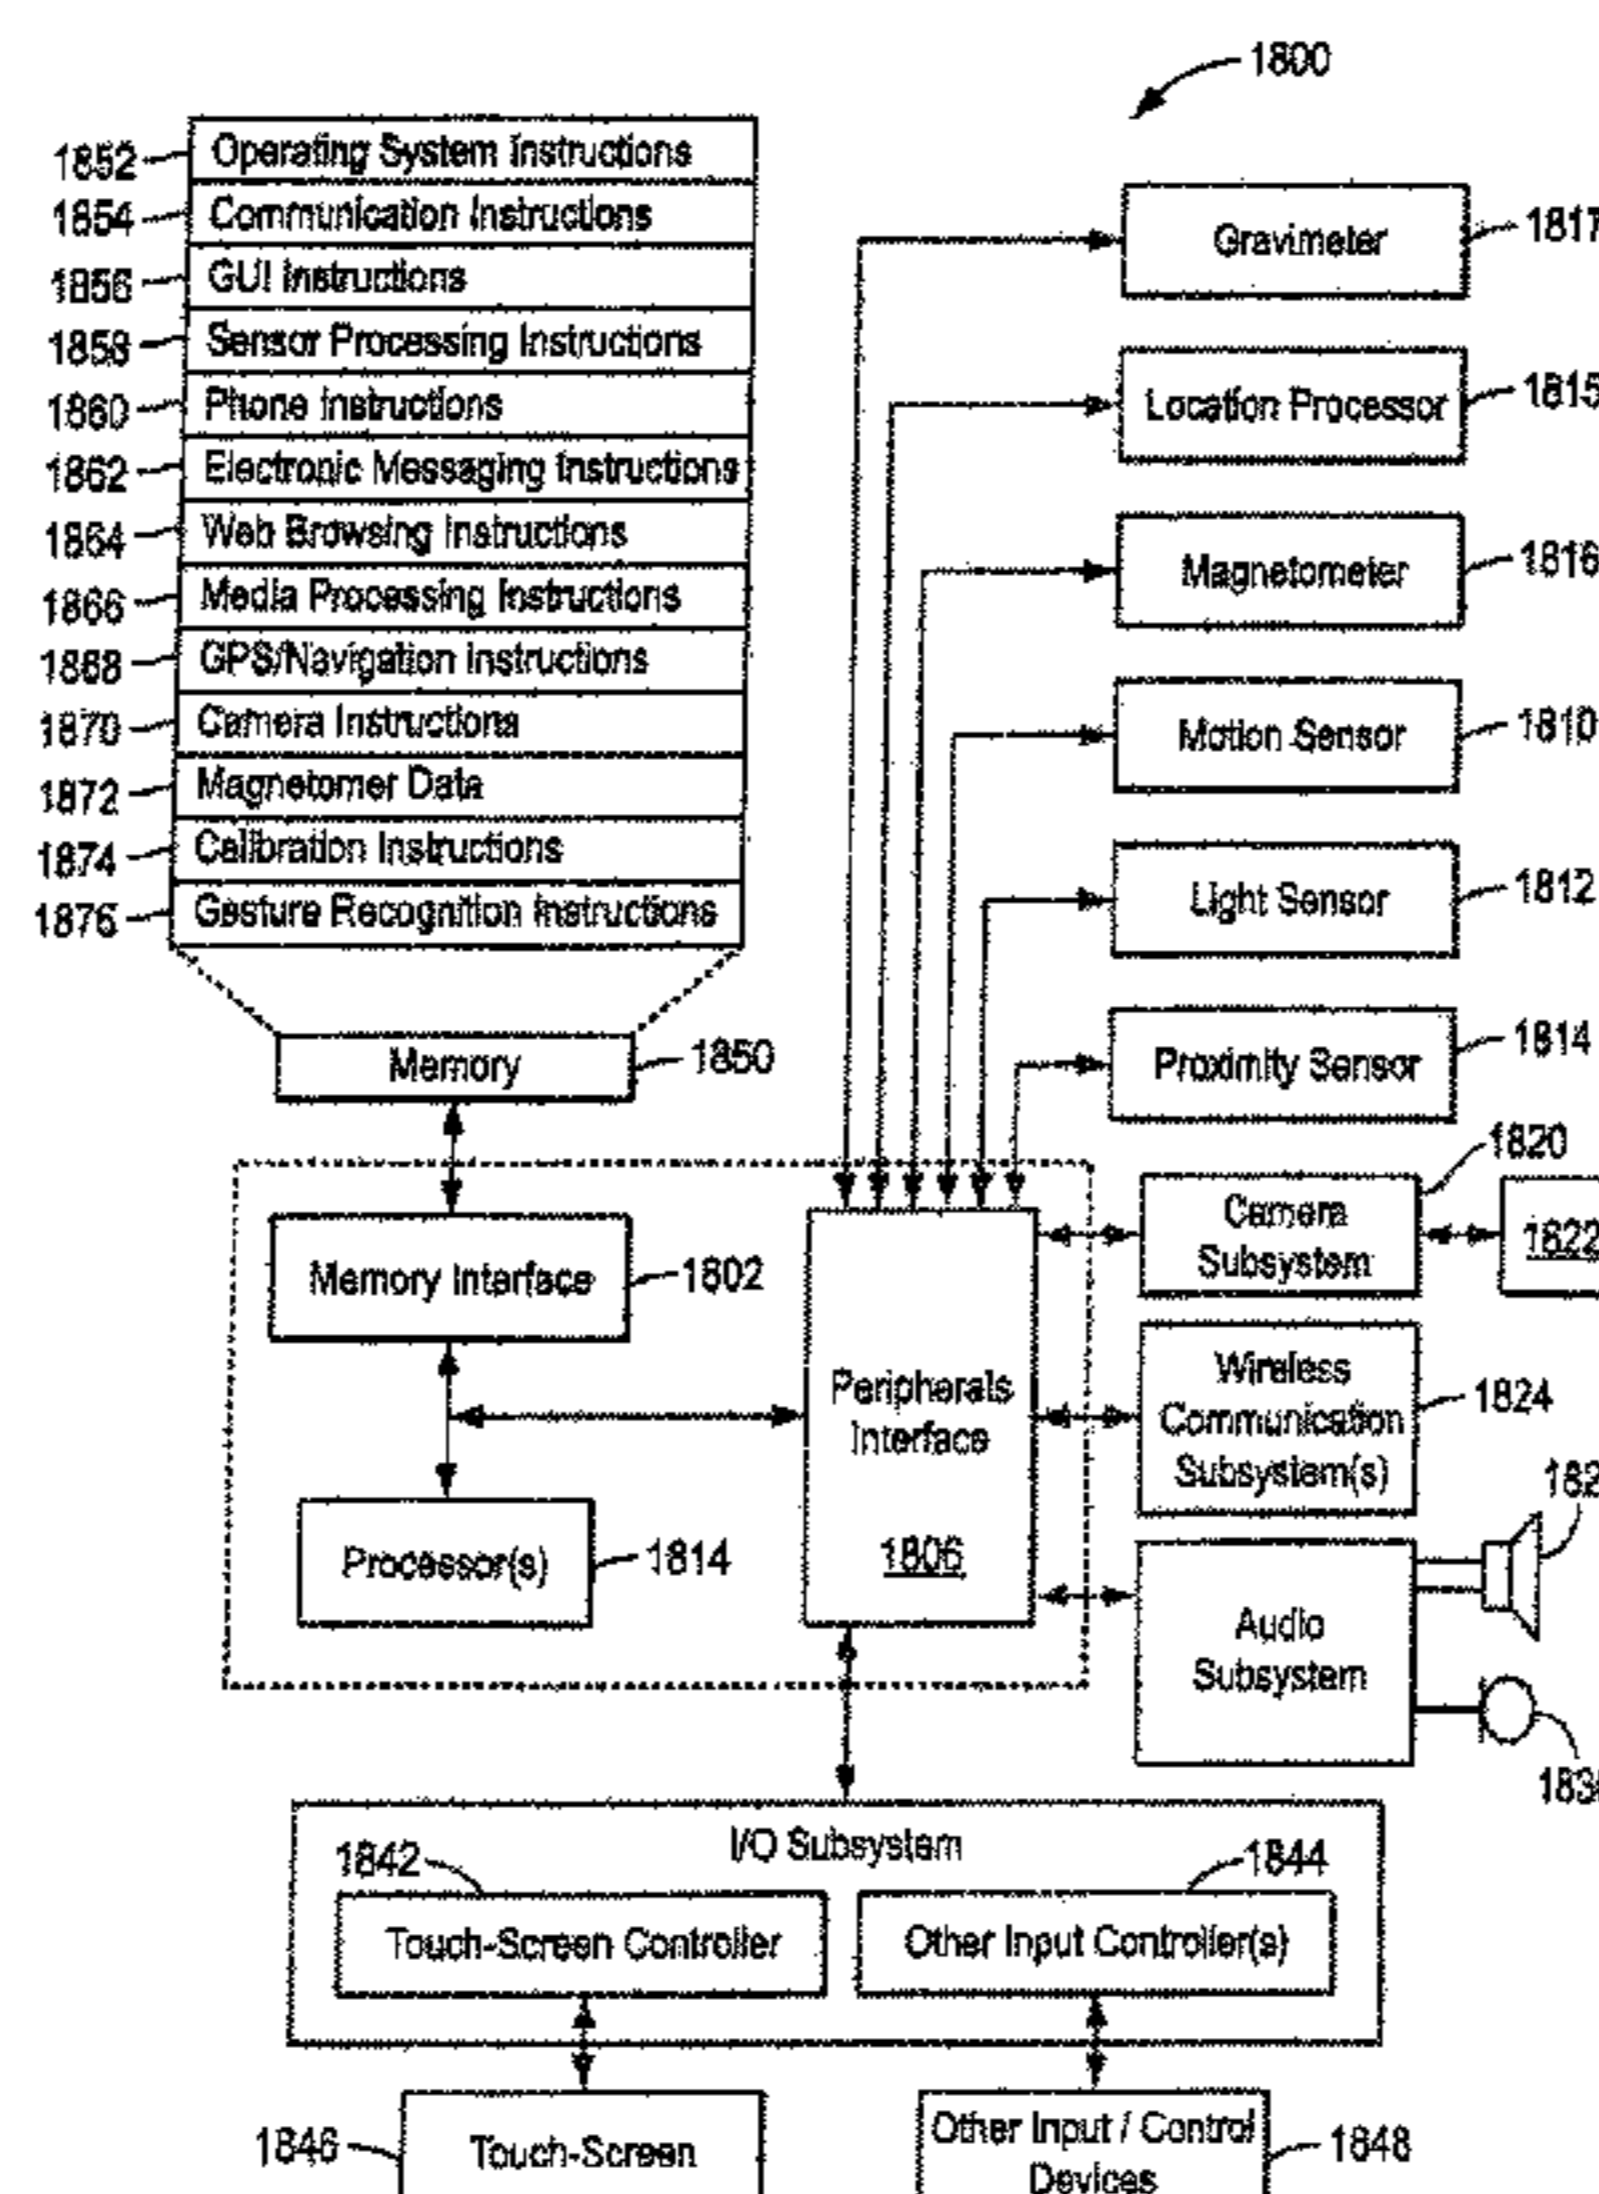 1800
1852 Operating System Instructions
1854 Communication Instructions
1856 GUI Instructions
1858 Sensor Processing Instructions
1860 Phone Instructions
1862 Electronic Messaging Instructions
1864 Web Browsing Instructions
1866 Media Processing Instructions
1868 GPS/Navigation Instructions
1870 Camera Instructions
1872 Magnetomer Data
1874 Calibration Instructions
1876 Gesture Recognition Instructions
Memory 1850
Gravimeter 1817
Location Processor 1815
Magnetometer 1816
Motion Sensor 1810
Light Sensor 1812
Proximity Sensor 1814
Memory Interface 1802
Processor(s) 1814
Peripherals
Interface
1806
1820
Camera
Subsystem
1822
Wireless
Communication
Subsystem(s)
1824
Audio
Subsystem
I/O Subsystem
1842
Touch-Screen Controller
1844
Other Input Controller(s)
1846 Touch-Screen
Other Input / Control
Devices
1848